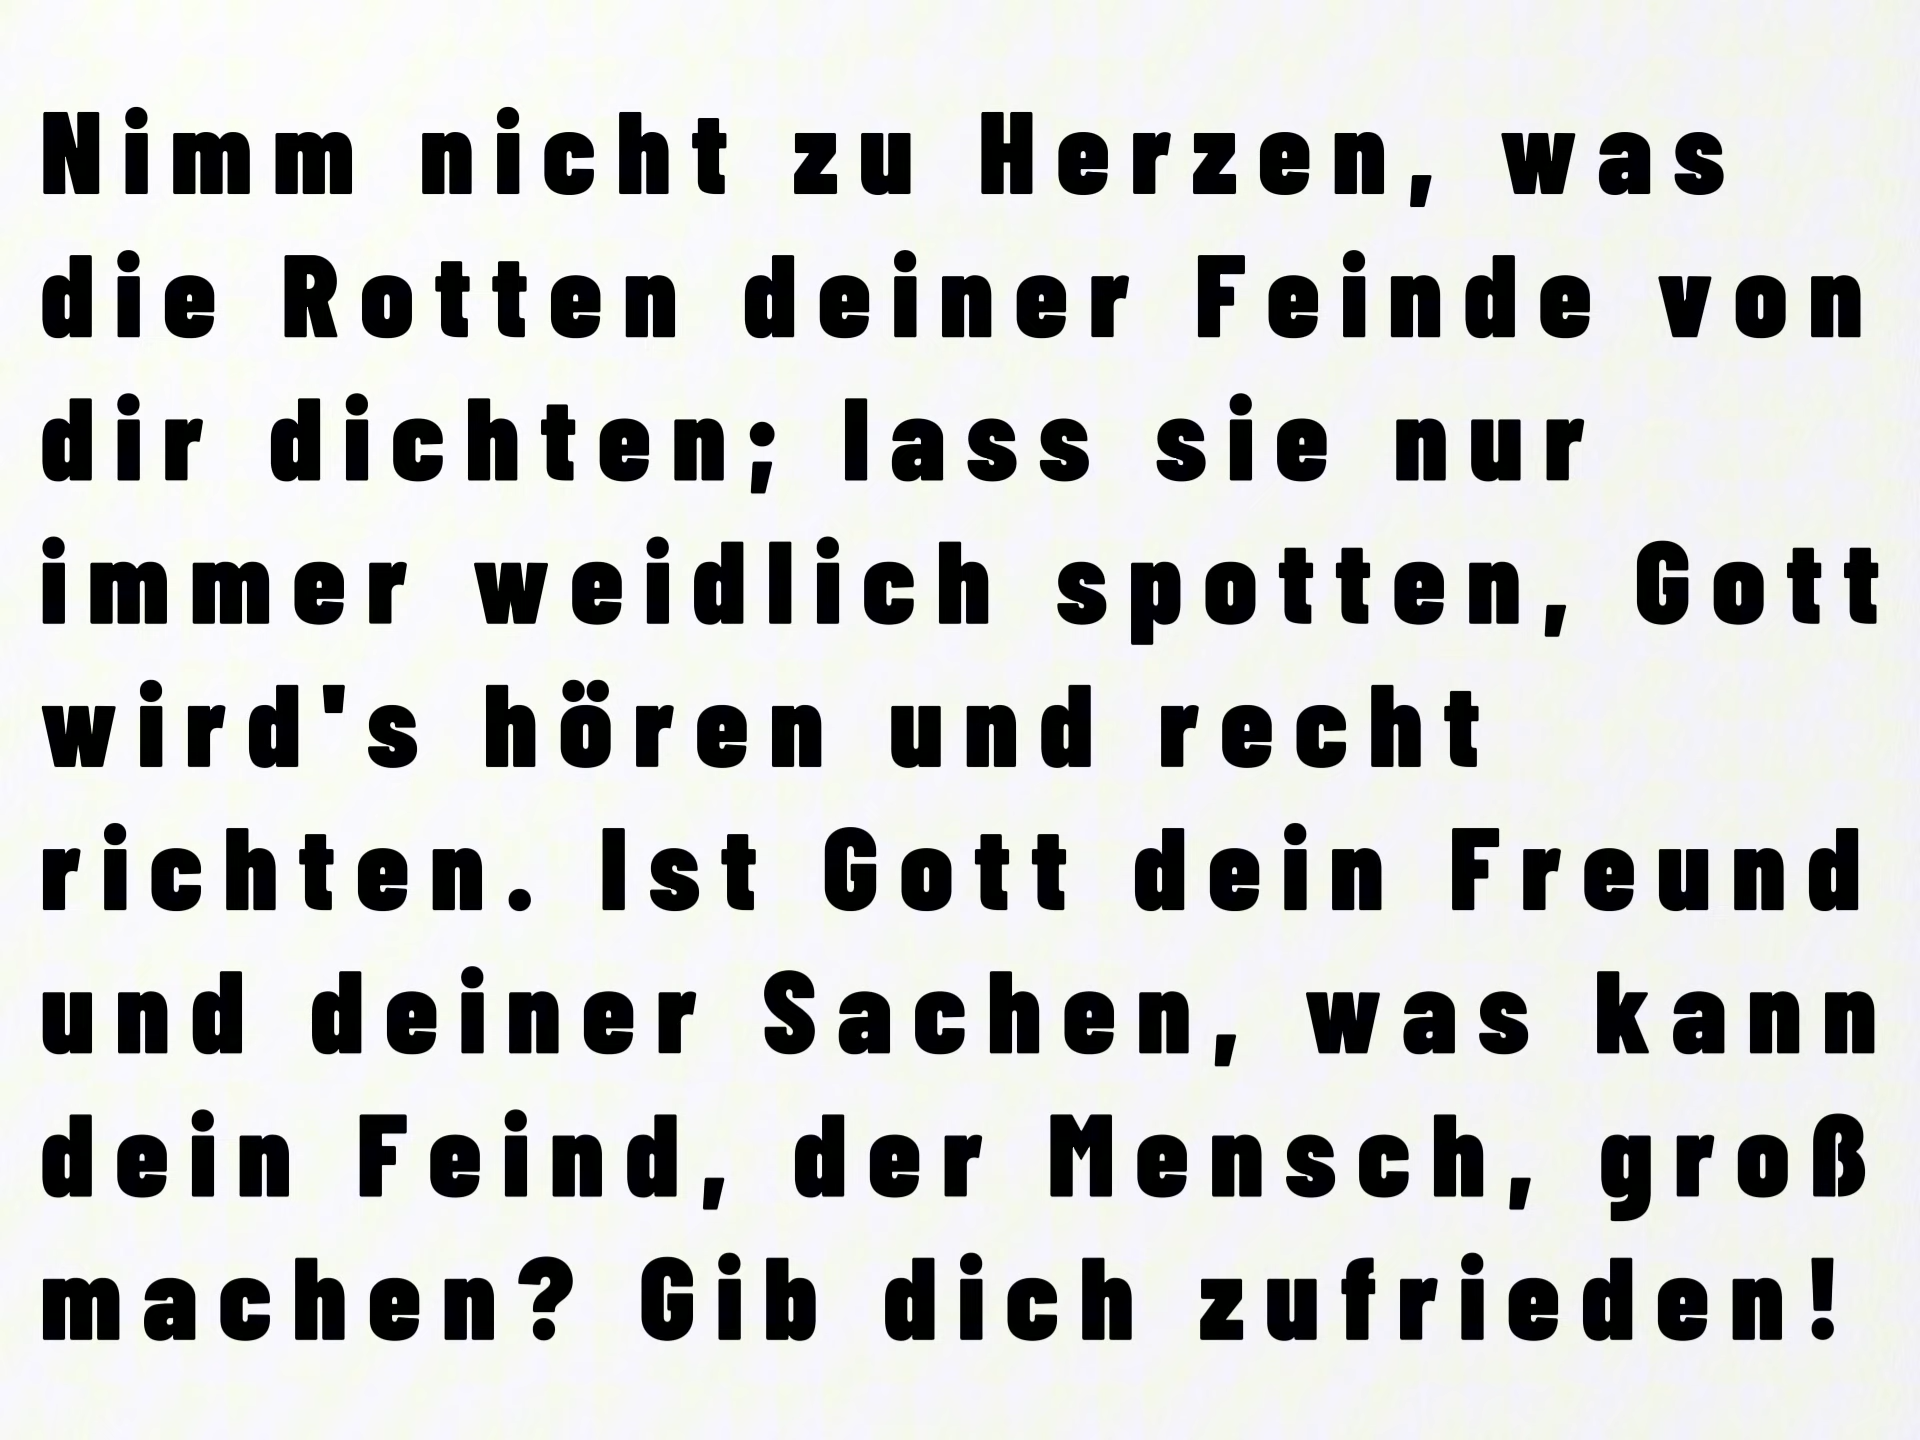 Nimm nicht zu Herzen, was
die Rotten deiner Feinde von
dir dichten; lass sie nur
immer weidlich spotten, Gott
wird's hören und recht
richten. Ist Gott dein Freund
und deiner Sachen, was kann
dein Feind, der Mensch, groß
machen? Gib dich zufrieden!